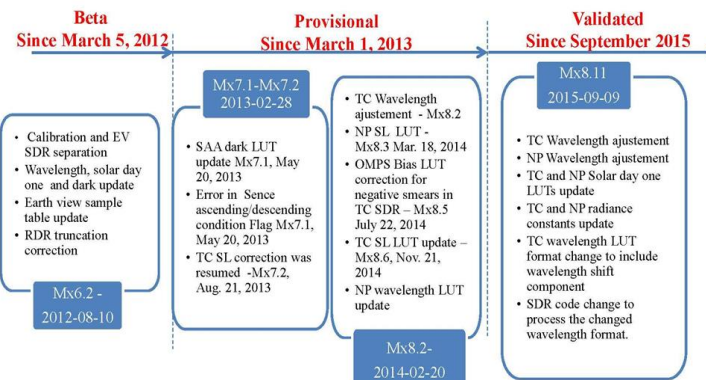 Beta
Since March 5, 2012
Provisional
Since March 1, 2013
Validated
Since September 2015
• Calibration and EV
SDR separation
• Wavelength, solar day
one and dark update
• Earth view sample
table update
• RDR truncation
correction
Mx6.2 -
2012-08-10
Mx7.1-Mx7.2
2013-02-28
• SAA dark LUT
update Mx7.1, May
20, 2013
• Error in Sence
ascending/descending
condition Flag Mx7.1,
May 20, 2013
• TC SL correction was
resumed -Mx7.2,
Aug. 21, 2013
• TC Wavelength
ajustement - Mx8.2
• NP SL LUT -
Mx8.3 Mar. 18, 2014
• OMPS Bias LUT
correction for
negative smears in
TC SDR – Mx8.5
July 22, 2014
• TC SL LUT update –
Mx8.6, Nov. 21,
2014
• NP wavelength LUT
update
Mx8.2-
2014-02-20
Mx8.11
2015-09-09
• TC Wavelength ajustement
• NP Wavelength ajustement
• TC and NP Solar day one
LUTs update
• TC and NP radiance
constants update
• TC wavelength LUT
format change to include
wavelength shift
component
• SDR code change to
process the changed
wavelength format.